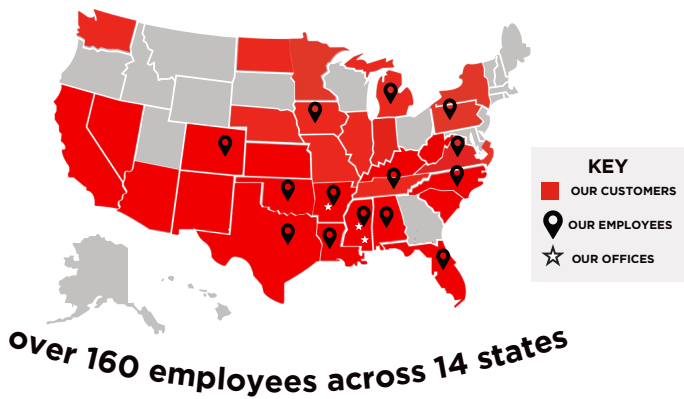 KEY
OUR CUSTOMERS
OUR EMPLOYEES
OUR OFFICES
over 160 employees across 14 states